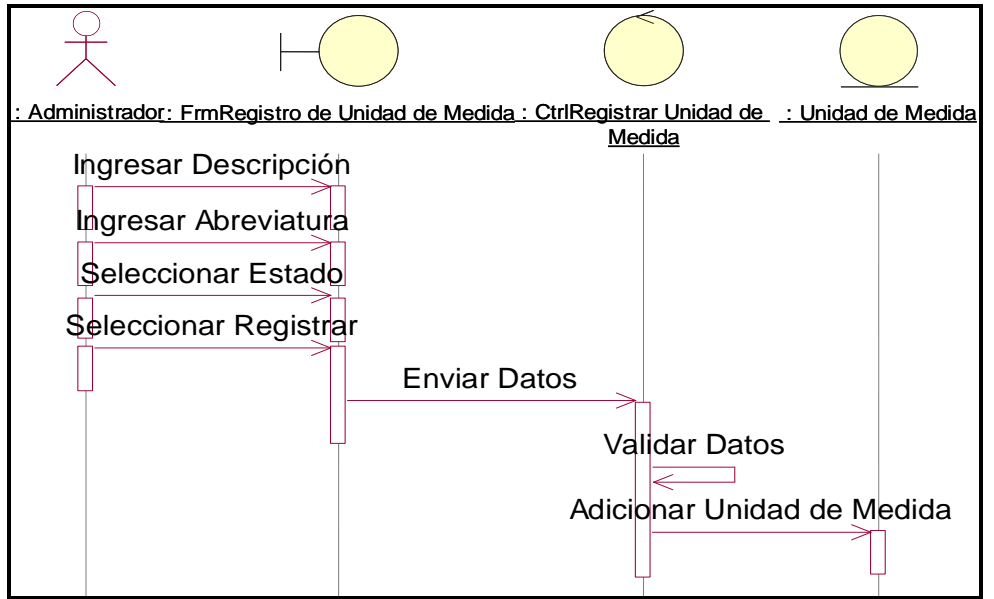 : Administrador
: FrmRegistro de Unidad de Medida
: CtrlRegistrar Unidad de
Medida
: Unidad de Medida
Ingresar Descripción
Ingresar Abreviatura
Seleccionar Estado
Seleccionar Registrar
Enviar Datos
Validar Datos
Adicionar Unidad de Medida